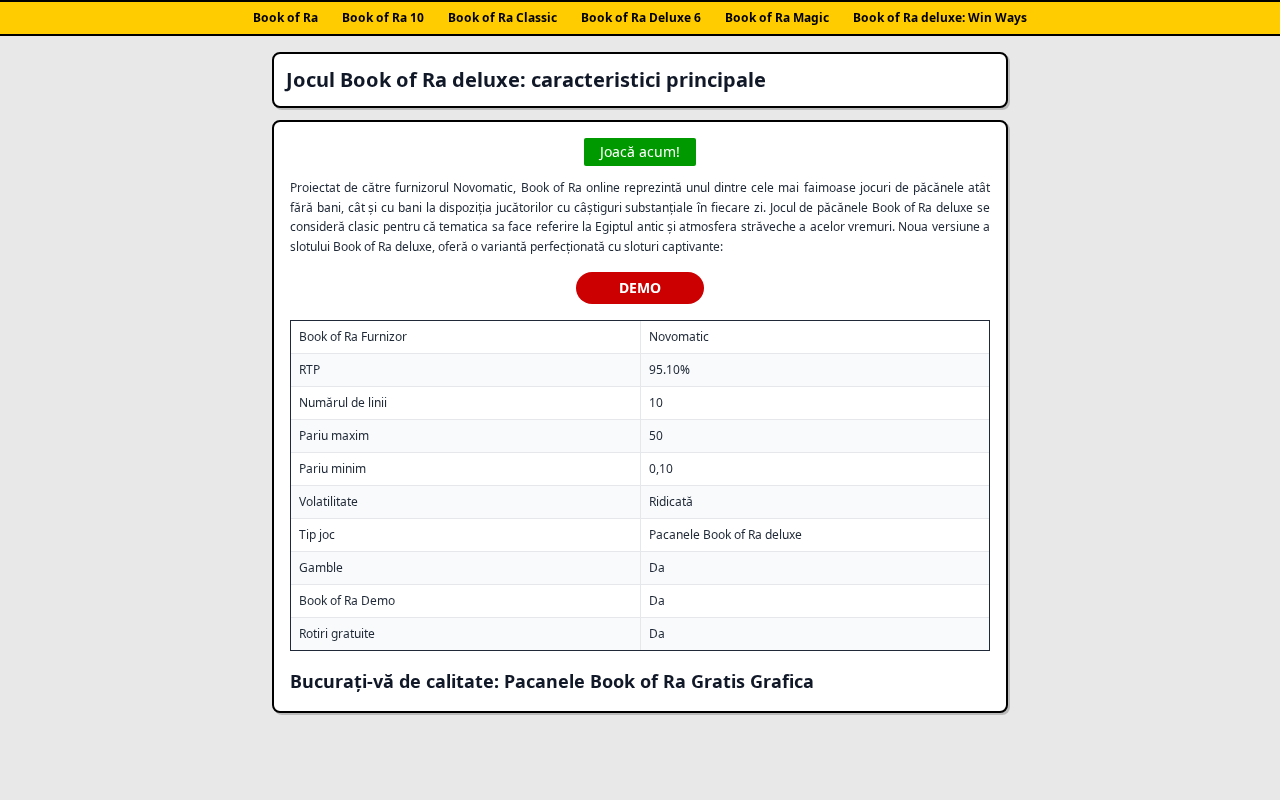 Book of Ra Book of Ra 10 Book of Ra Classic Book of Ra Deluxe 6 Book of Ra Magic Book of Ra deluxe: Win Ways
Jocul Book of Ra deluxe: caracteristici principale
Joacă acum!
Proiectat de către furnizorul Novomatic, Book of Ra online reprezintă unul dintre cele mai faimoase jocuri de păcănele atât
fără bani, cât și cu bani la dispoziția jucătorilor cu câștiguri substanțiale în fiecare zi. Jocul de păcănele Book of Ra deluxe se
consideră clasic pentru că tematica sa face referire la Egiptul antic și atmosfera străveche a acelor vremuri. Noua versiune a
slotului Book of Ra deluxe, oferă o variantă perfecționată cu sloturi captivante:
DEMO
Book of Ra Furnizor Novomatic
RTP 95.10%
Numărul de linii 10
Pariu maxim 50
Pariu minim 0,10
Volatilitate Ridicată
Tip joc Pacanele Book of Ra deluxe
Gamble Da
Book of Ra Demo Da
Rotiri gratuite Da
Bucurați-vă de calitate: Pacanele Book of Ra Gratis Grafica